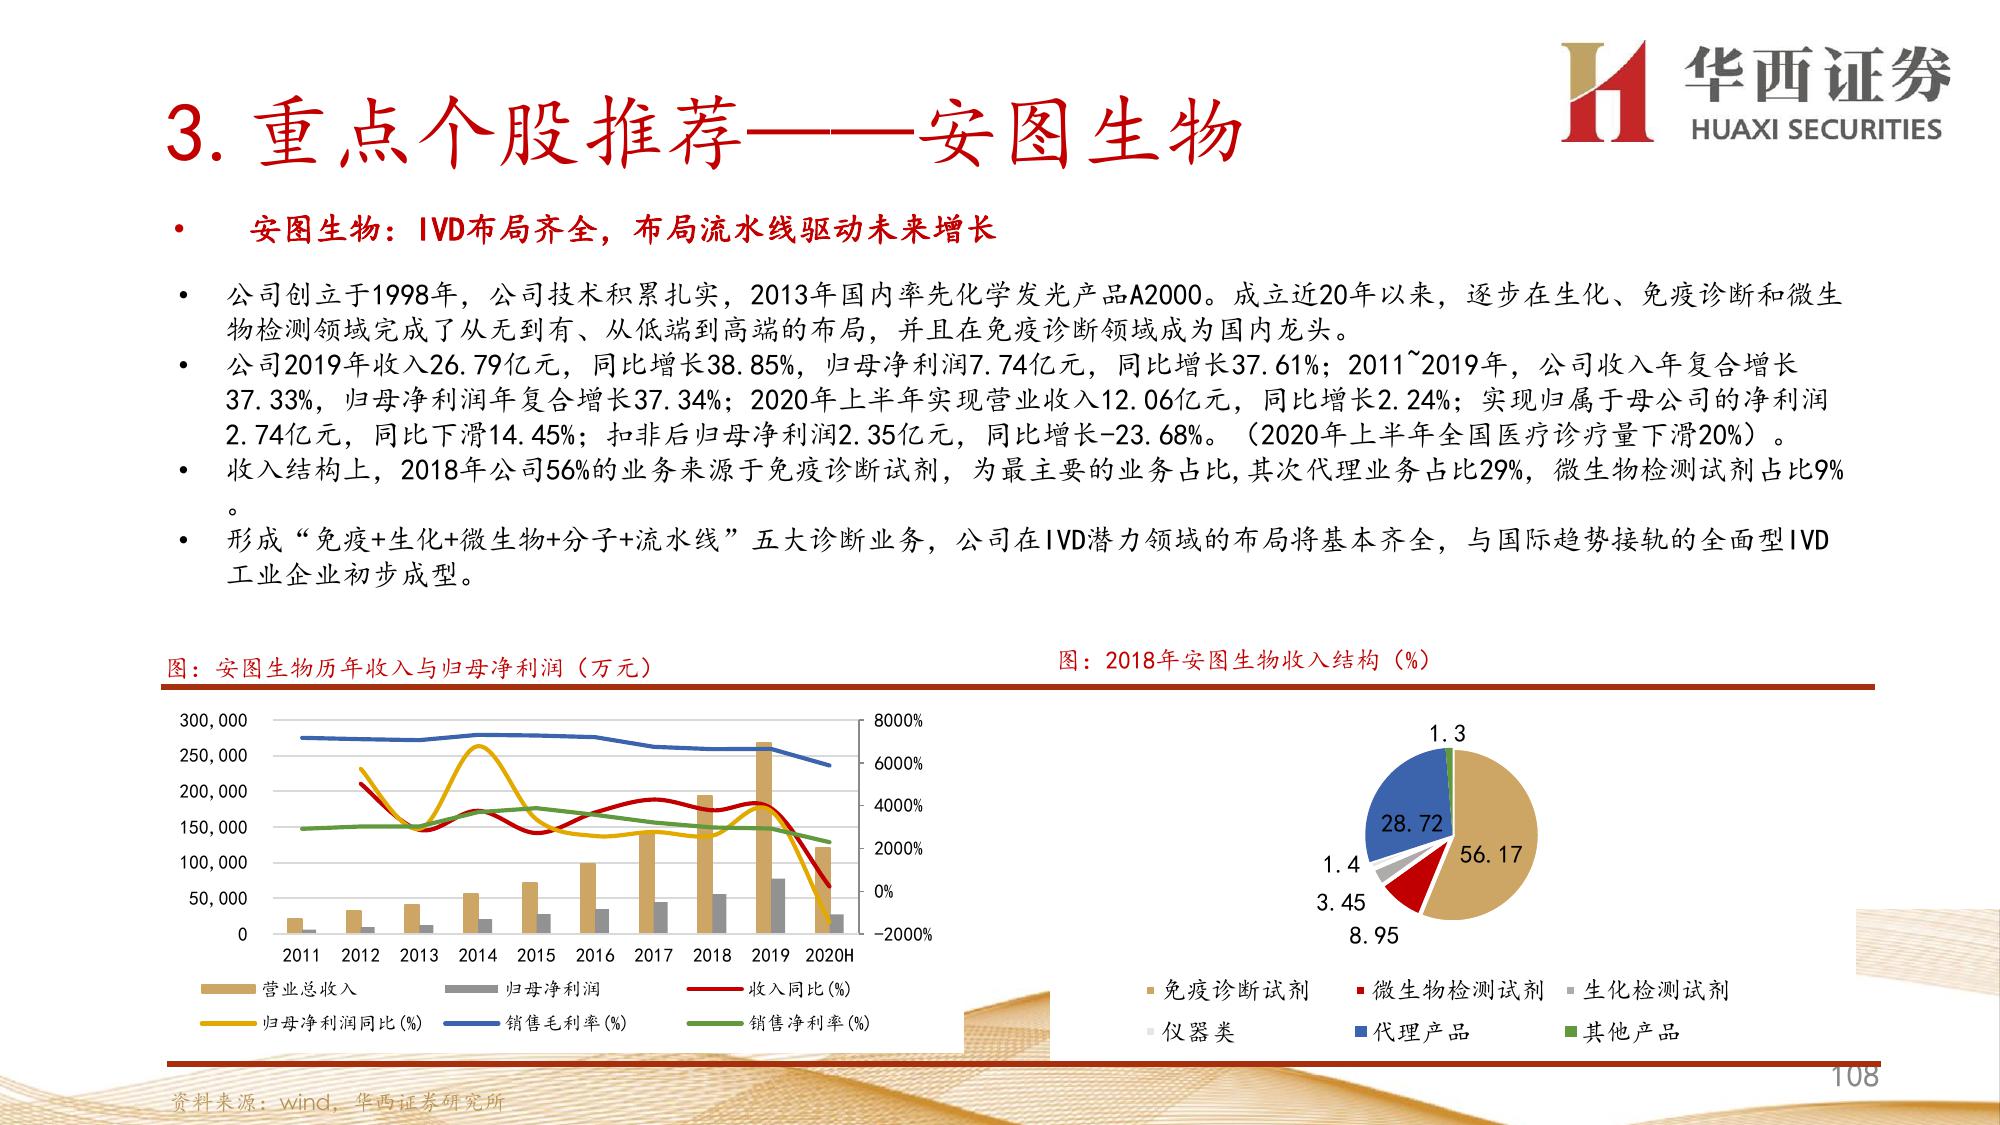 华西证券
HUAXI SECURITIES
3. 重点个股推荐——安图生物
• 安图生物：IVD布局齐全，布局流水线驱动未来增长
• 公司创立于1998年，公司技术积累扎实，2013年国内率先化学发光产品A2000。成立近20年以来，逐步在生化、免疫诊断和微生
物检测领域完成了从无到有、从低端到高端的布局，并且在免疫诊断领域成为国内龙头。
• 公司2019年收入26.79亿元，同比增长38.85%，归母净利润7.74亿元，同比增长37.61%；2011~2019年，公司收入年复合增长
37.33%，归母净利润年复合增长37.34%；2020年上半年实现营业收入12.06亿元，同比增长2.24%；实现归属于母公司的净利润
2.74亿元，同比下滑14.45%；扣非后归母净利润2.35亿元，同比增长-23.68%。（2020年上半年全国医疗诊疗量下滑20%）。
• 收入结构上，2018年公司56%的业务来源于免疫诊断试剂，为最主要的业务占比,其次代理业务占比29%，微生物检测试剂占比9%
。
• 形成“免疫+生化+微生物+分子+流水线”五大诊断业务，公司在IVD潜力领域的布局将基本齐全，与国际趋势接轨的全面型IVD
工业企业初步成型。
图：安图生物历年收入与归母净利润（万元）
300,000
250,000
200,000
150,000
100,000
50,000
0
8000%
6000%
4000%
2000%
0%
-2000%
2011 2012 2013 2014 2015 2016 2017 2018 2019 2020H
营业总收入 归母净利润 收入同比(%)
归母净利润同比(%) 销售毛利率(%) 销售净利率(%)
图：2018年安图生物收入结构（%）
1.3
28.72
56.17
1.4
3.45
8.95
免疫诊断试剂 微生物检测试剂 生化检测试剂
仪器类 代理产品 其他产品
108
资料来源：wind，华西证券研究所